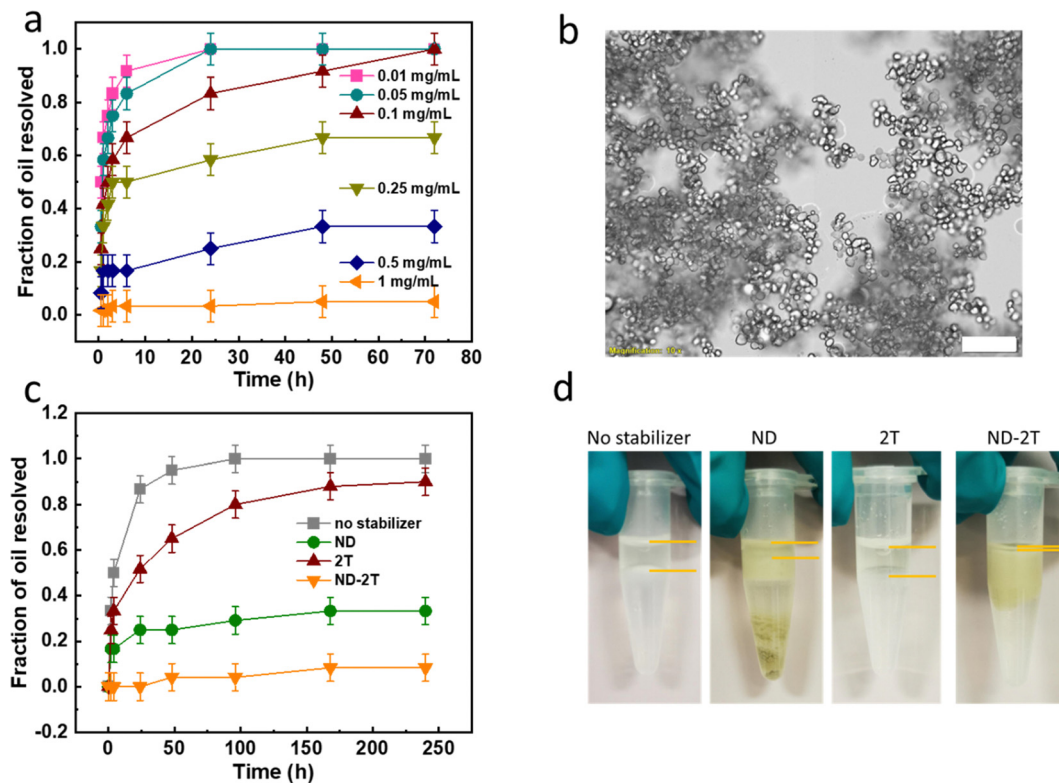 a
Fraction of oil resolved
1.0
0.8
0.6
0.4
0.2
0.0
0.01 mg/mL
0.05 mg/mL
0.1 mg/mL
0.25 mg/mL
0.5 mg/mL
1 mg/mL
0 10 20 30 40 50 60 70 80
Time (h)
b
Magnification: 10x
c
Fraction of oil resolved
1.2
1.0
0.8
0.6
0.4
0.2
0.0
-0.2
no stabilizer
ND
2T
ND-2T
0 50 100 150 200 250
Time (h)
d
No stabilizer ND 2T ND-2T